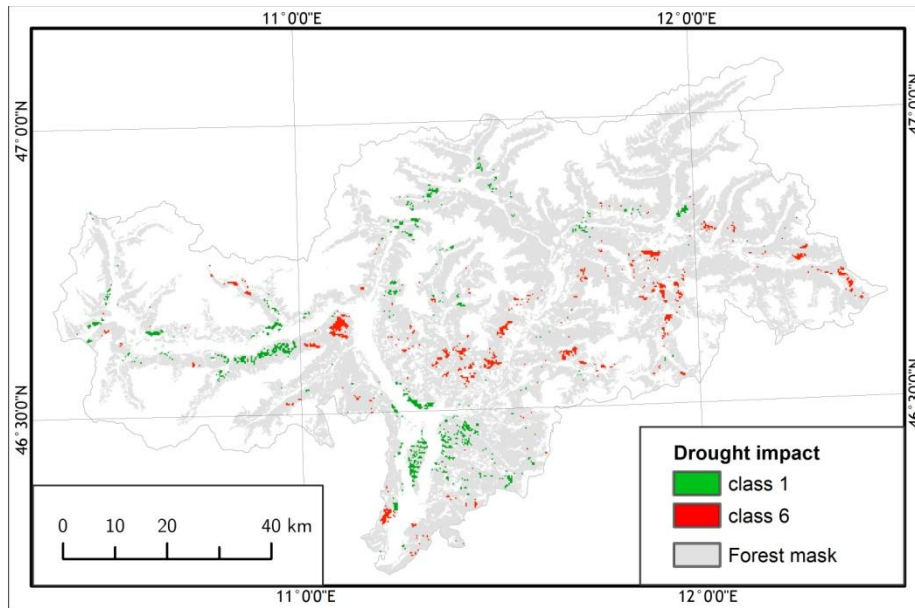 11°0'0"E 12°0'0"E
47°0'0"N 47°0'0"N
46°30'0"N 46°30'0"N
Drought impact
class 1
class 6
Forest mask
0 10 20 40 km
11°0'0"E 12°0'0"E